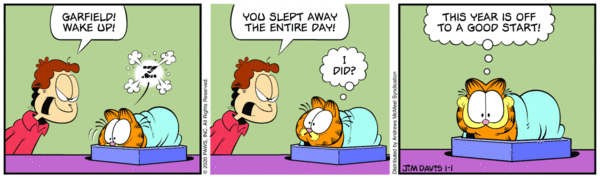 GARFIELD!
WAKE UP!
Z
© 2020 PAWS, INC. All Rights Reserved.
YOU SLEPT AWAY
THE ENTIRE DAY!
I
DID?
Distributed by Andrews McMeel Syndication
THIS YEAR IS OFF
TO A GOOD START!
JIM DAVIS 1-1